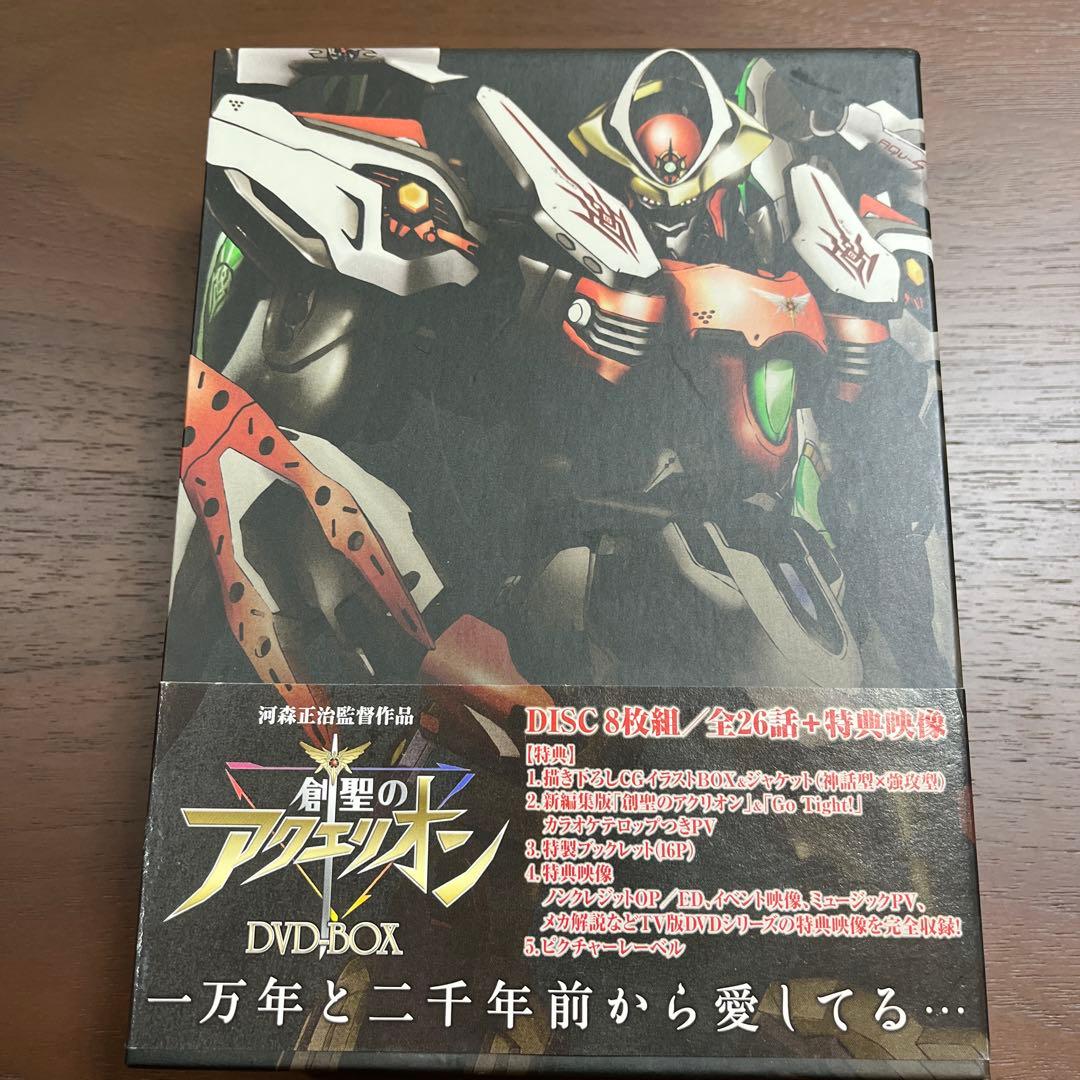 AQU-S
河森正治監督作品
創聖の
アクエリオン
DVD-BOX
DISC 8枚組／全26話＋特典映像
【特典】
1.描き下ろしCGイラストBOX&ジャケット(神話型×強攻型)
2.新編集版「創聖のアクリオン」&「Go Tight!」
カラオケテロップつきPV
3.特製ブックレット(16P)
4.特典映像
ノンクレジットOP／ED、イベント映像、ミュージックPV、
メカ解説などTV版DVDシリーズの特典映像を完全収録!
5.ピクチャーレーベル
一万年と二千年前から愛してる…